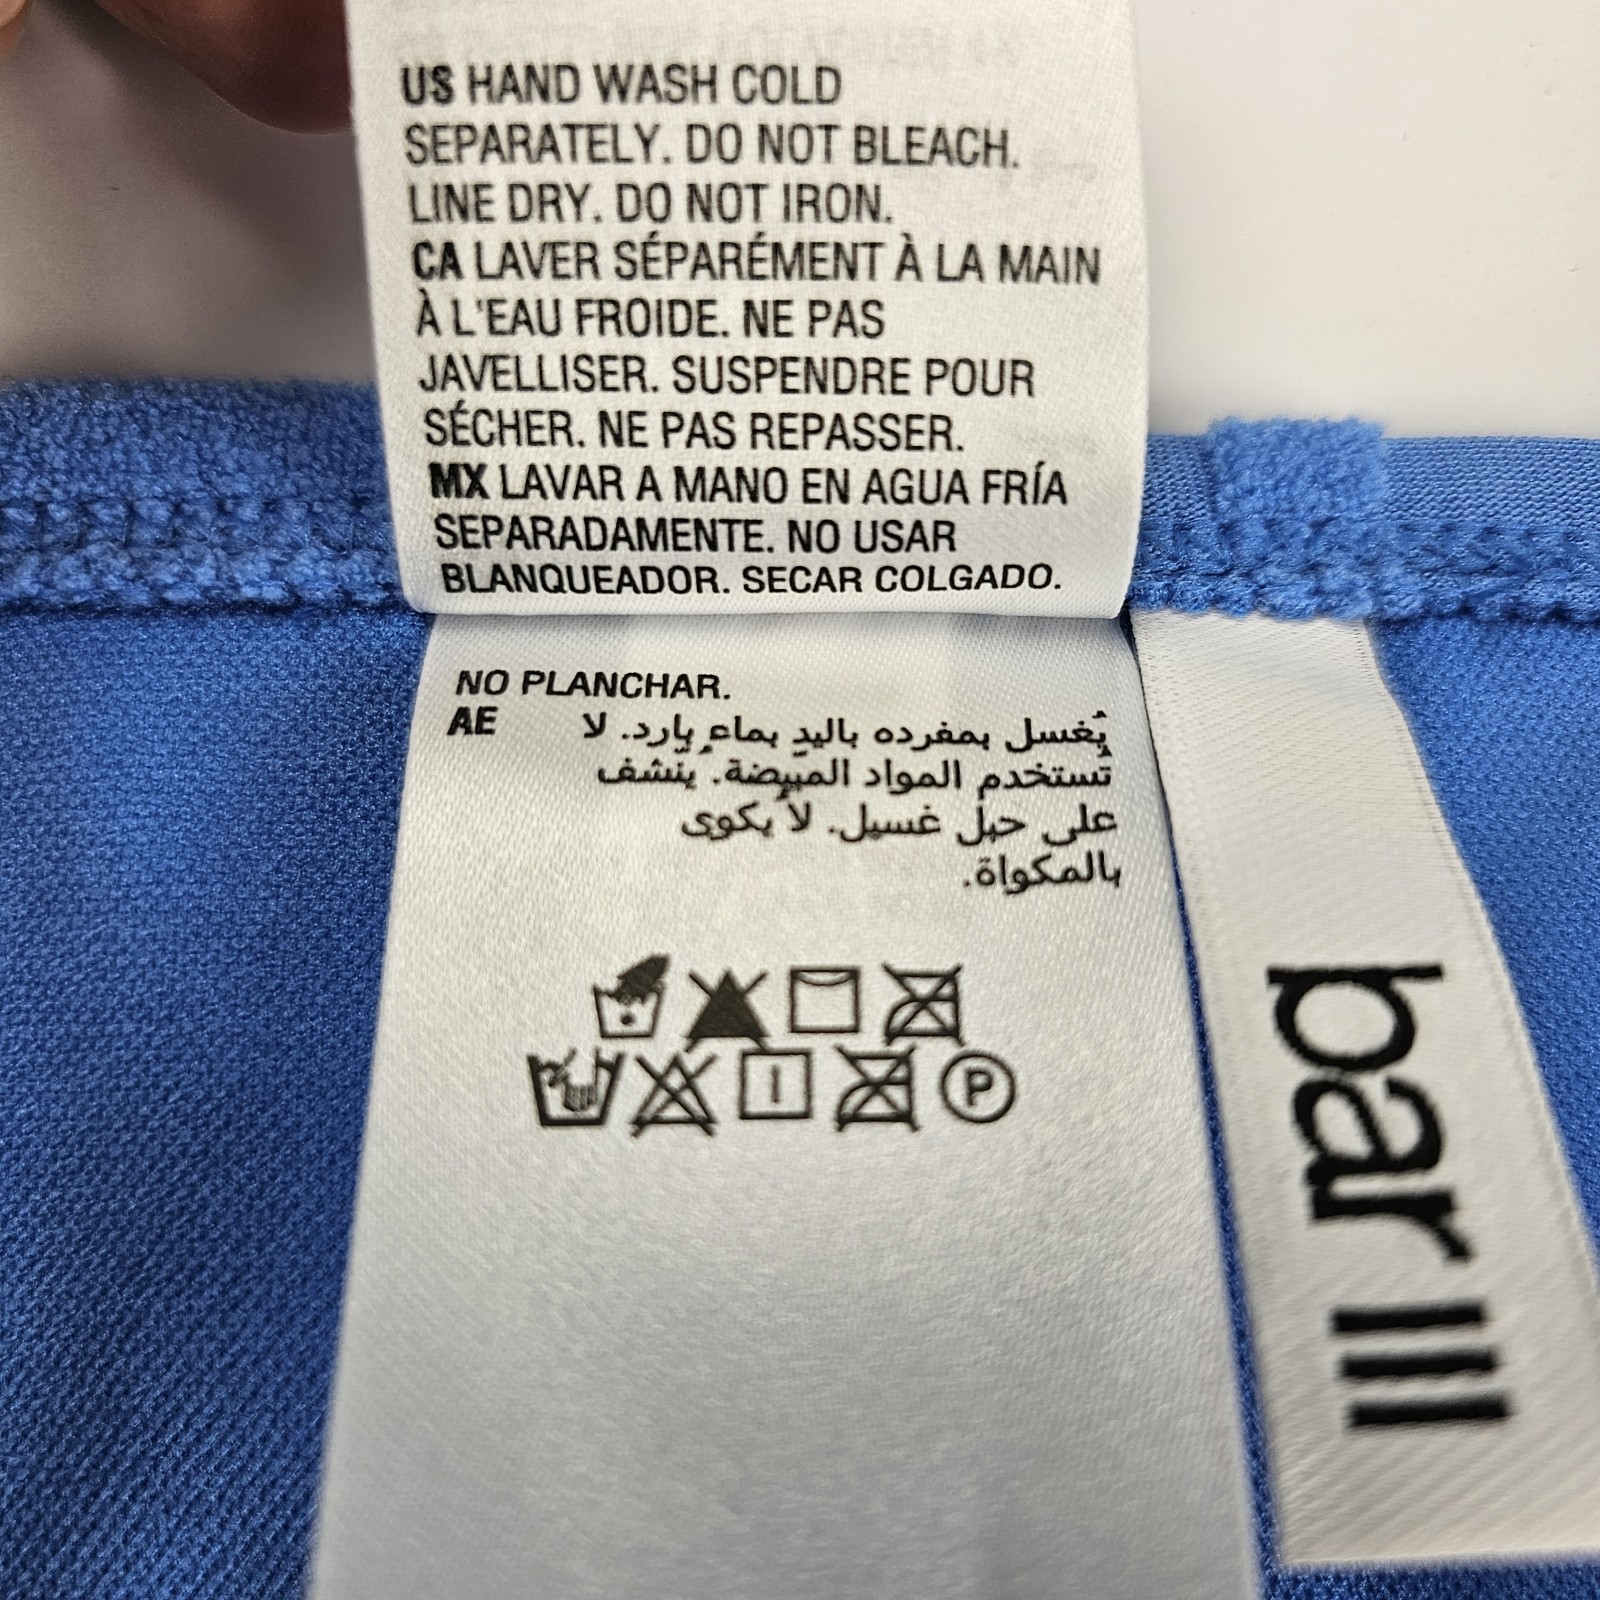 US HAND WASH COLD
SEPARATELY. DO NOT BLEACH.
LINE DRY. DO NOT IRON.
CA LAVER SÉPARÉMENT À LA MAIN
À L'EAU FROIDE. NE PAS
JAVELLISER. SUSPENDRE POUR
SÉCHER. NE PAS REPASSER.
MX LAVAR A MANO EN AGUA FRÍA
SEPARADAMENTE. NO USAR
BLANQUEADOR. SECAR COLGADO.
NO PLANCHAR.
AE يُغسل بمفرده باليد بماءٍ بارد. لا
تُستخدم المواد المبيضة. يُنشف
على حبل غسيل. لا يُكوى
بالمكواة.
P
bar III